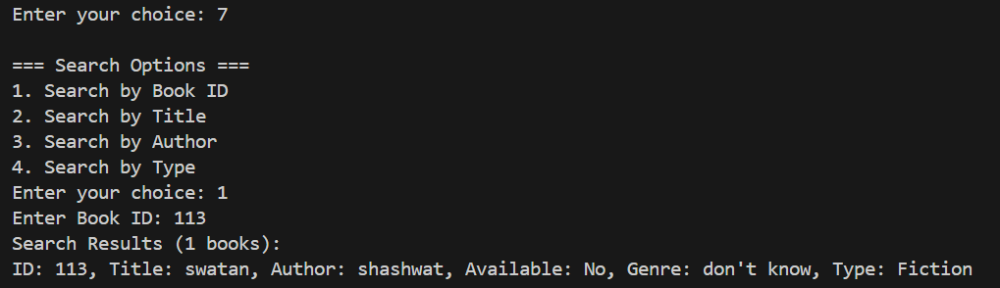 Enter your choice: 7
=== Search Options ===
1. Search by Book ID
2. Search by Title
3. Search by Author
4. Search by Type
Enter your choice: 1
Enter Book ID: 113
Search Results (1 books):
ID: 113, Title: swatan, Author: shashwat, Available: No, Genre: don't know, Type: Fiction